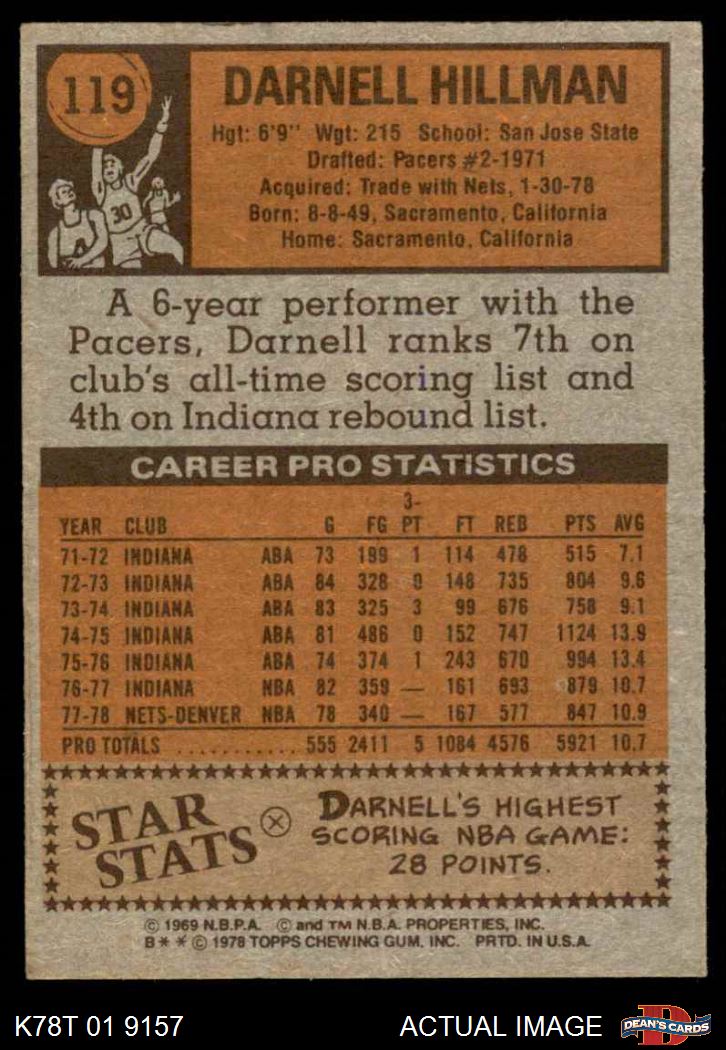 119
DARNELL HILLMAN
Hgt: 6'9" Wgt: 215 School: San Jose State
Drafted: Pacers #2-1971
Acquired: Trade with Nets, 1-30-78
Born: 8-8-49, Sacramento, California
Home: Sacramento, California
30
A 6-year performer with the
Pacers, Darnell ranks 7th on
club's all-time scoring list and
4th on Indiana rebound list.
CAREER PRO STATISTICS
YEAR CLUB G FG 3-PT FT REB PTS AVG
71-72 INDIANA ABA 73 199 1 114 478 515 7.1
72-73 INDIANA ABA 84 328 0 148 735 804 9.6
73-74 INDIANA ABA 83 325 3 99 676 758 9.1
74-75 INDIANA ABA 81 486 0 152 747 1124 13.9
75-76 INDIANA ABA 74 374 1 243 670 994 13.4
76-77 INDIANA NBA 82 359 — 161 693 879 10.7
77-78 NETS-DENVER NBA 78 340 — 167 577 847 10.9
PRO TOTALS ........... 555 2411 5 1084 4576 5921 10.7
STAR
STATS
DARNELL'S HIGHEST
SCORING NBA GAME:
28 POINTS.
© 1969 N.B.P.A. © and TM N.B.A. PROPERTIES, INC.
B* * © 1978 TOPPS CHEWING GUM, INC. PRTD. IN U.S.A.
K78T 01 9157 ACTUAL IMAGE
D
DEAN'S CARDS